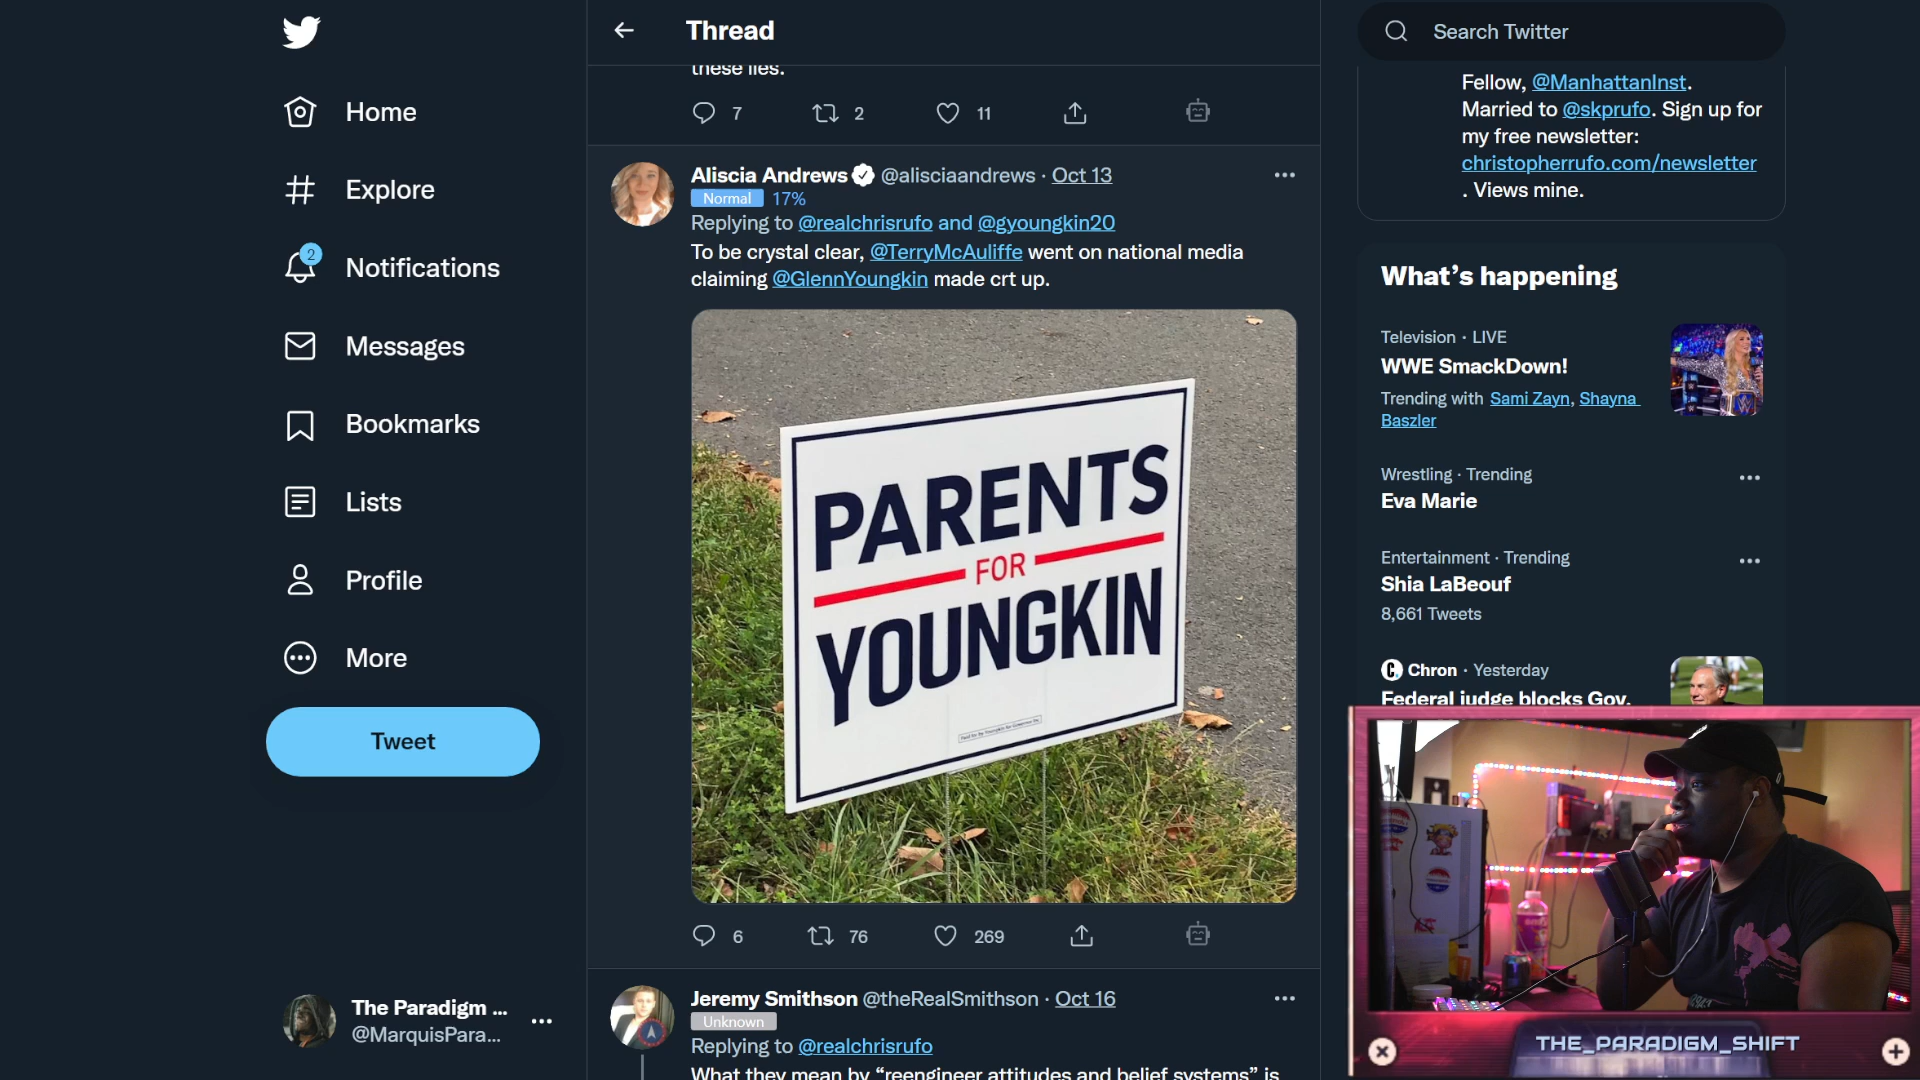 Home
Explore
2
Notifications
Messages
Bookmarks
Lists
Profile
More
Tweet
The Paradigm ...
@MarquisPara...
Thread
these lies.
7
2
11
Aliscia Andrews @alisciaandrews · Oct 13
Normal 17%
Replying to @realchrisrufo and @gyoungkin20
To be crystal clear, @TerryMcAuliffe went on national media
claiming @GlennYoungkin made crt up.
PARENTS
FOR
YOUNGKIN
6
76
269
Jeremy Smithson @theRealSmithson · Oct 16
Unknown
Replying to @realchrisrufo
What they mean by “reengineer attitudes and belief systems” is
Search Twitter
Fellow, @ManhattanInst.
Married to @skprufo. Sign up for
my free newsletter:
christopherrufo.com/newsletter
. Views mine.
What’s happening
Television · LIVE
WWE SmackDown!
Trending with Sami Zayn, Shayna
Baszler
Wrestling · Trending
Eva Marie
Entertainment · Trending
Shia LaBeouf
8,661 Tweets
Chron · Yesterday
Federal judge blocks Gov.
THE_PARADIGM_SHIFT